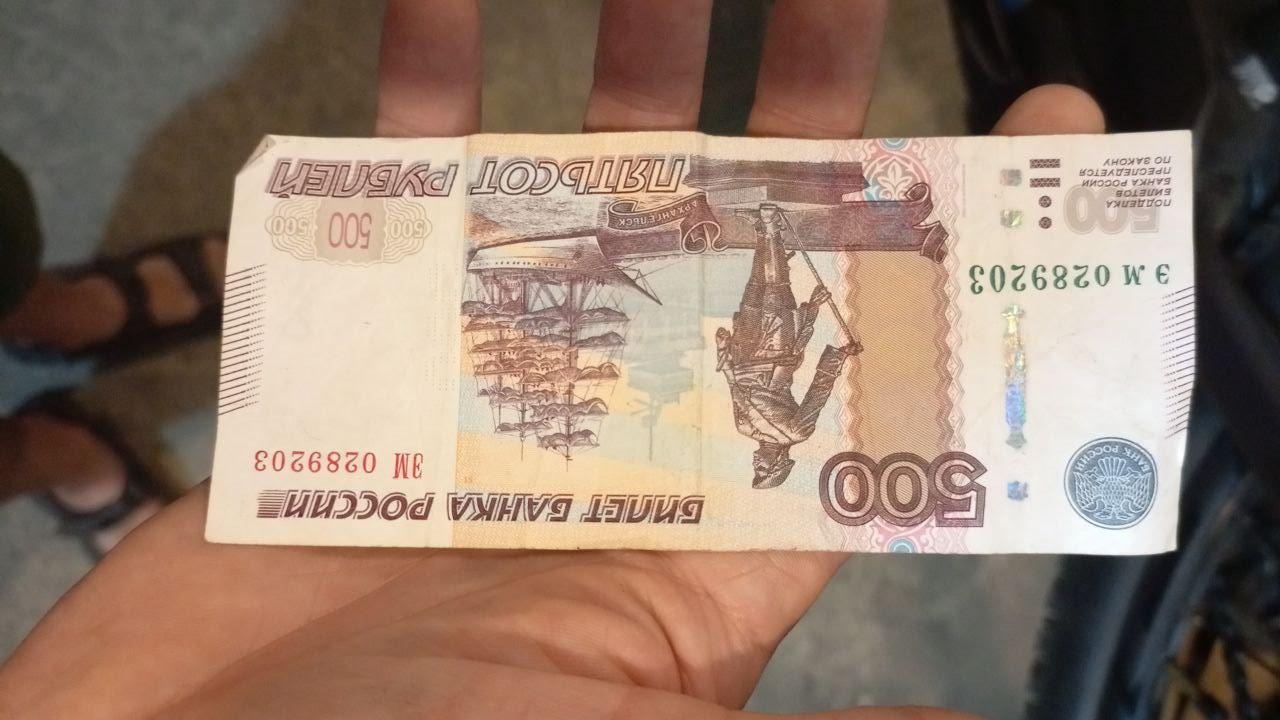 500
БИЛЕТ БАНКА РОССИИ
БАНК РОССИИ
ЭМ 0289203
ЭМ 0289203
500
500 500 500
ПОДДЕЛКА
БИЛЕТОВ
БАНКА РОССИИ
ПРЕСЛЕДУЕТСЯ
ПО ЗАКОНУ
АРХАНГЕЛЬСК
ПЯТЬСОТ РУБЛЕЙ